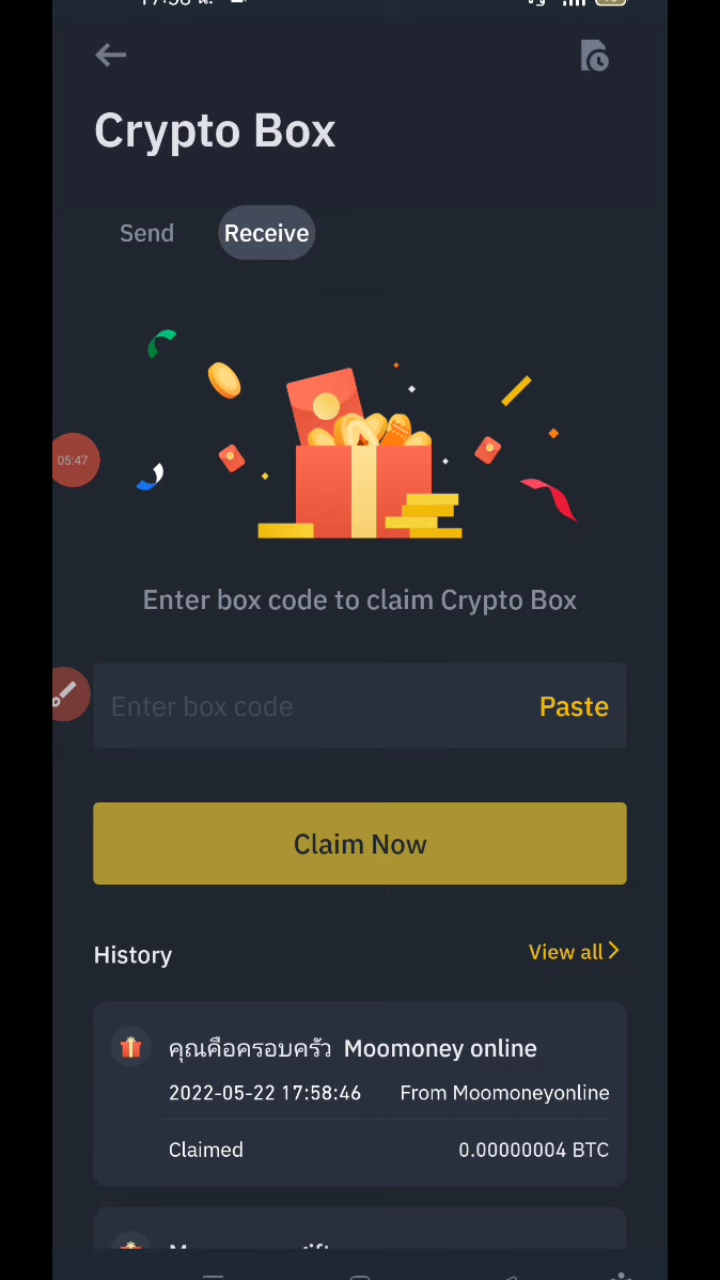 Crypto Box
Send Receive
05:47
Enter box code to claim Crypto Box
Enter box code Paste
Claim Now
History View all
คุณคือครอบครัว Moomoney online
2022-05-22 17:58:46 From Moomoneyonline
Claimed 0.00000004 BTC